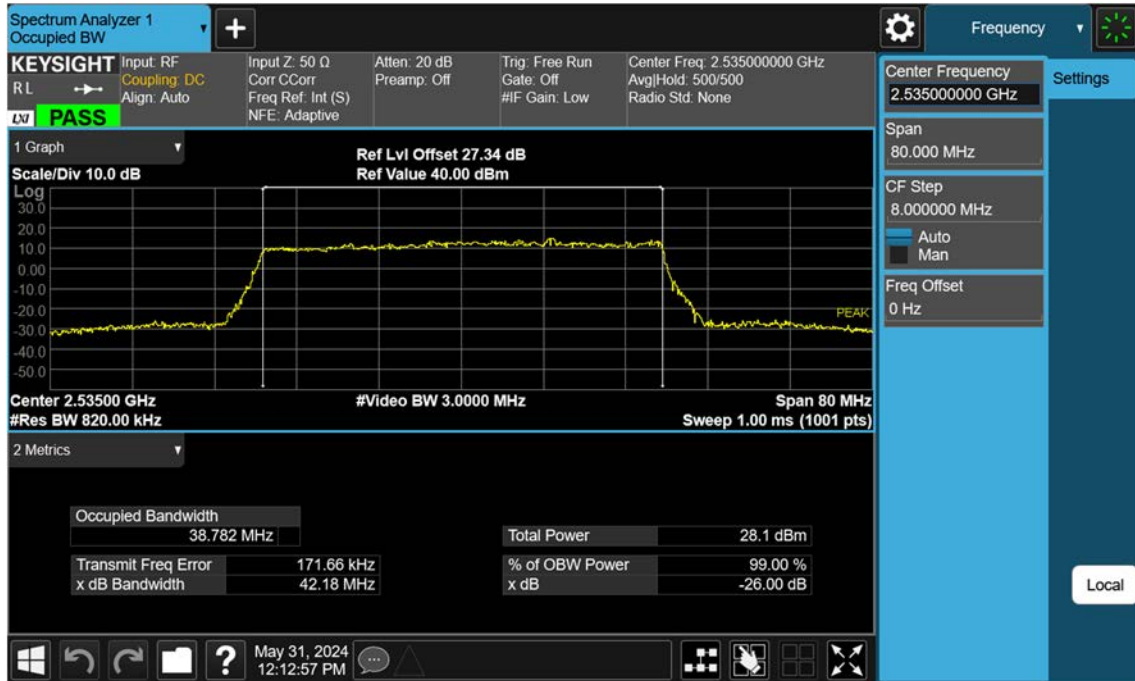 Spectrum Analyzer 1
Occupied BW
+
Frequency
KEYSIGHT
R L
LXI PASS
Input: RF
Coupling: DC
Align: Auto
Input Z: 50 Ω
Corr CCorr
Freq Ref: Int (S)
NFE: Adaptive
Atten: 20 dB
Preamp: Off
Trig: Free Run
Gate: Off
#IF Gain: Low
Center Freq: 2.535000000 GHz
Avg|Hold: 500/500
Radio Std: None
Center Frequency
2.535000000 GHz
Settings
Span
80.000 MHz
CF Step
8.000000 MHz
Auto
Man
Freq Offset
0 Hz
Local
1 Graph
Scale/Div 10.0 dB
Ref Lvl Offset 27.34 dB
Ref Value 40.00 dBm
Log
30.0
20.0
10.0
0.00
-10.0
-20.0
-30.0
-40.0
-50.0
PEAK
Center 2.53500 GHz
#Video BW 3.0000 MHz
Span 80 MHz
#Res BW 820.00 kHz
Sweep 1.00 ms (1001 pts)
2 Metrics
Occupied Bandwidth
38.782 MHz
Total Power 28.1 dBm
Transmit Freq Error 171.66 kHz
% of OBW Power 99.00 %
x dB Bandwidth 42.18 MHz
x dB -26.00 dB
?
May 31, 2024
12:12:57 PM